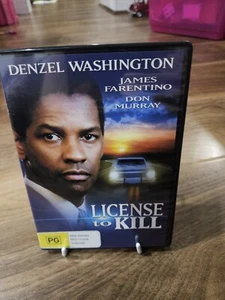 DENZEL WASHINGTON
JAMES
FARENTINO
DON
MURRAY
LICENSE
TO KILL
PG